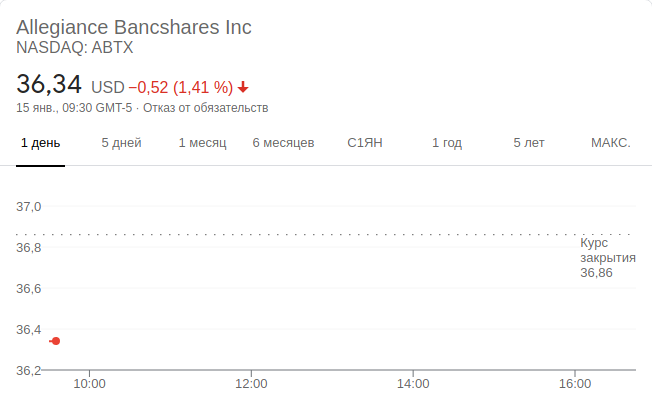 Allegiance Bancshares Inc
NASDAQ: ABTX
36,34 USD −0,52 (1,41 %)
15 янв., 09:30 GMT-5 · Отказ от обязательств
1 день 5 дней 1 месяц 6 месяцев С1ЯН 1 год 5 лет МАКС.
37,0
36,8
36,6
36,4
36,2
Курс
закрытия
36,86
10:00 12:00 14:00 16:00